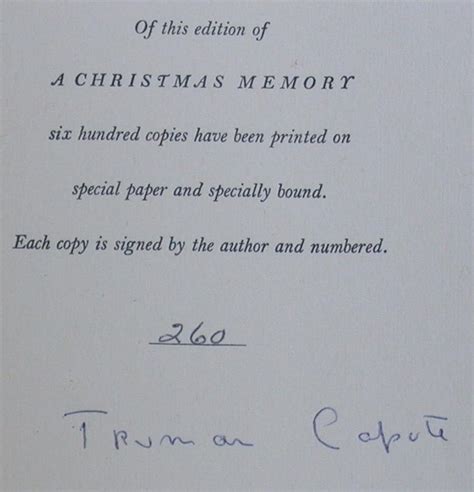 Of this edition of
A CHRISTMAS MEMORY
six hundred copies have been printed on
special paper and specially bound.
Each copy is signed by the author and numbered.
260
Truman Capote